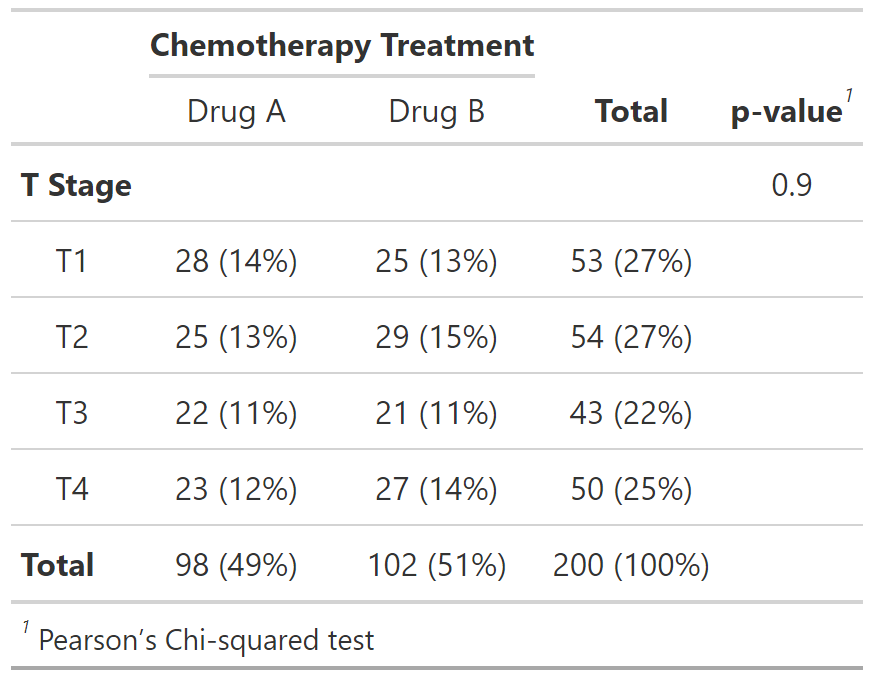 Chemotherapy Treatment
Drug A Drug B Total p-value1
T Stage 0.9
T1 28 (14%) 25 (13%) 53 (27%)
T2 25 (13%) 29 (15%) 54 (27%)
T3 22 (11%) 21 (11%) 43 (22%)
T4 23 (12%) 27 (14%) 50 (25%)
Total 98 (49%) 102 (51%) 200 (100%)
1 Pearson’s Chi-squared test